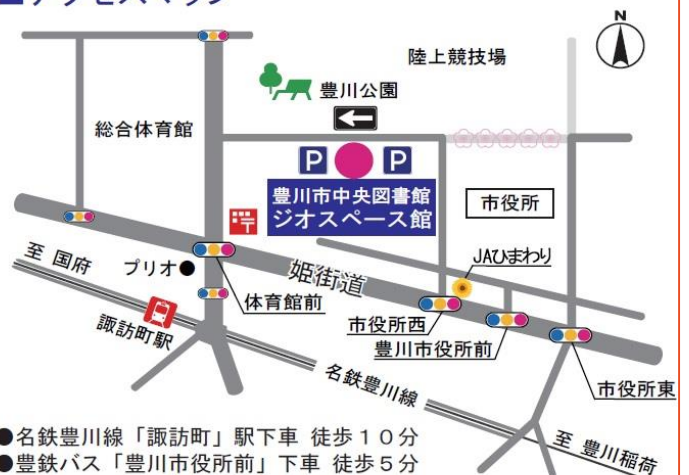 ■アクセスマップ
N
陸上競技場
豊川公園
総合体育館
P P
豊川市中央図書館
ジオスペース館
市役所
JAひまわり
至 国府
プリオ●
姫街道
体育館前
市役所西
豊川市役所前
諏訪町駅
市役所東
名鉄豊川線
至 豊川稲荷
●名鉄豊川線「諏訪町」駅下車 徒歩10分
●豊鉄バス「豊川市役所前」下車 徒歩5分